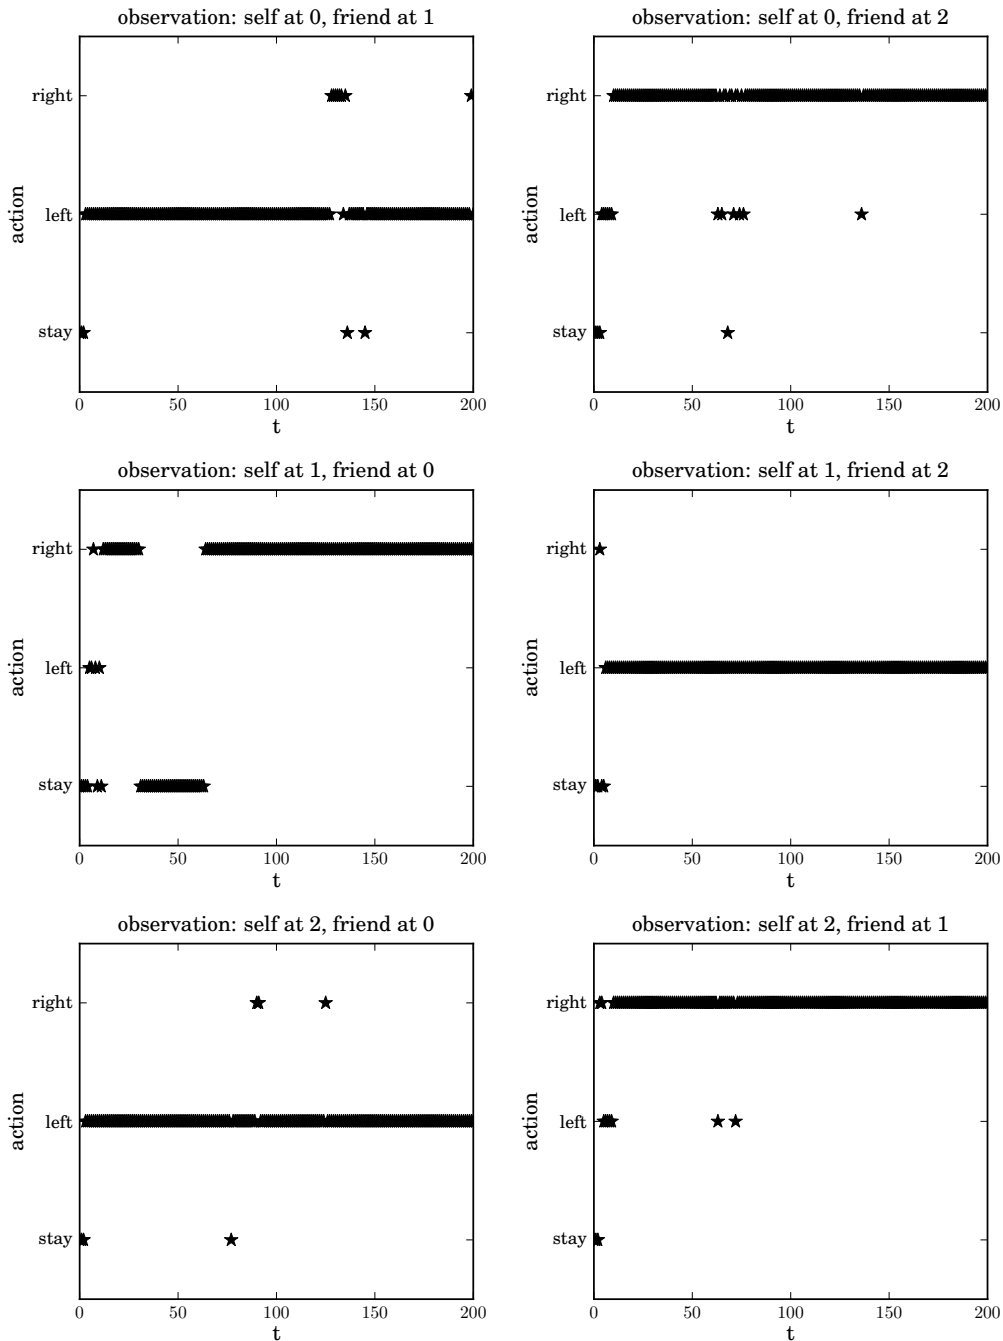 observation: self at 0, friend at 1
right
left
stay
action
0 50 100 150 200
t
observation: self at 0, friend at 2
right
left
stay
action
0 50 100 150 200
t
observation: self at 1, friend at 0
right
left
stay
action
0 50 100 150 200
t
observation: self at 1, friend at 2
right
left
stay
action
0 50 100 150 200
t
observation: self at 2, friend at 0
right
left
stay
action
0 50 100 150 200
t
observation: self at 2, friend at 1
right
left
stay
action
0 50 100 150 200
t